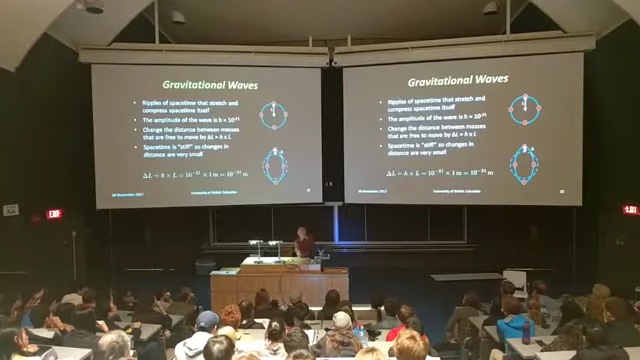 Gravitational Waves
• Ripples of spacetime that stretch and
compress spacetime itself
• The amplitude of the wave is h ≈ 10⁻²¹
• Change the distance between masses
that are free to move by ΔL = h x L
• Spacetime is "stiff" so changes in
distance are very small
ΔL = h × L = 10⁻²¹ × 1 m = 10⁻²¹ m
University of British Columbia
Gravitational Waves
• Ripples of spacetime that stretch and
compress spacetime itself
• The amplitude of the wave is h ≈ 10⁻²¹
• Change the distance between masses
that are free to move by ΔL = h x L
• Spacetime is "stiff" so changes in
distance are very small
ΔL = h × L = 10⁻²¹ × 1 m = 10⁻²¹ m
University of British Columbia
EXIT
EXIT